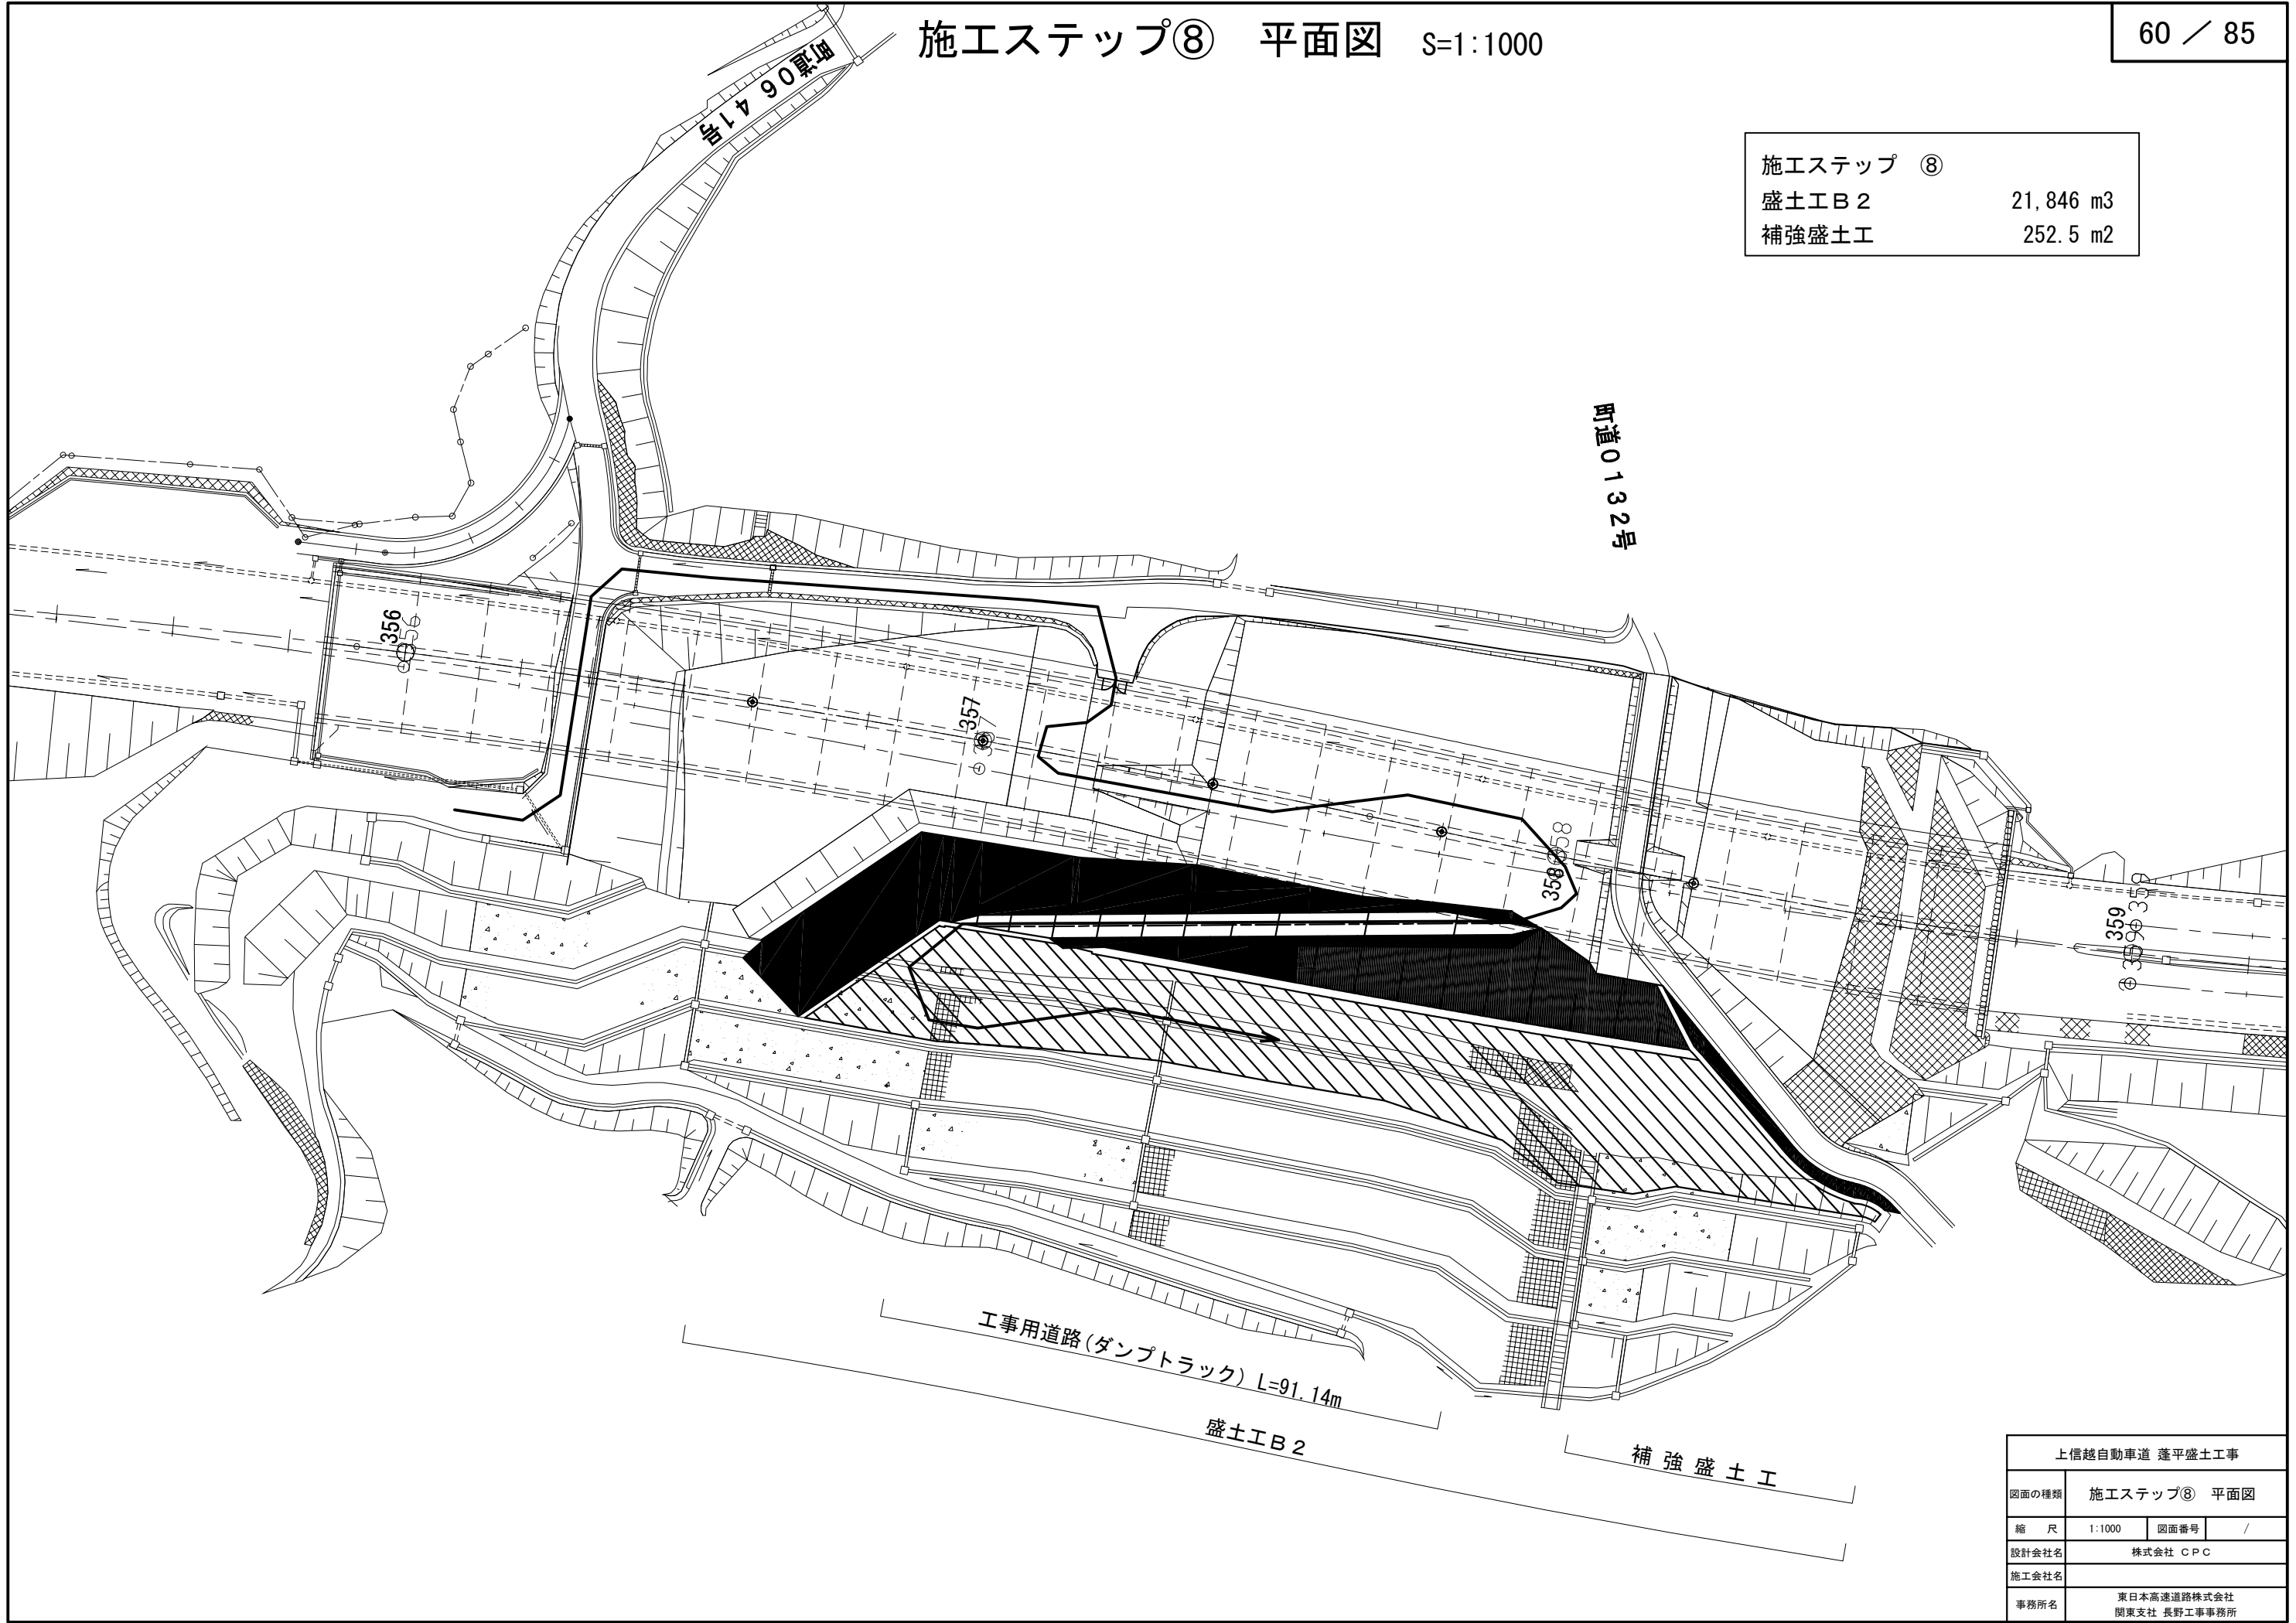 施工ステップ⑧　平面図　S=1:1000
60 ／ 85
町道0641号
施工ステップ　⑧
盛土工B2　21,846 m3
補強盛土工　252.5 m2
町道0132号
356
357
358
359
工事用道路(ダンプトラック) L=91.14m
盛土工B2
補強盛土工
上信越自動車道 蓬平盛土工事
図面の種類　施工ステップ⑧　平面図
縮　尺　1:1000　図面番号　/
設計会社名　株式会社 CPC
施工会社名
事務所名　東日本高速道路株式会社
関東支社 長野工事事務所